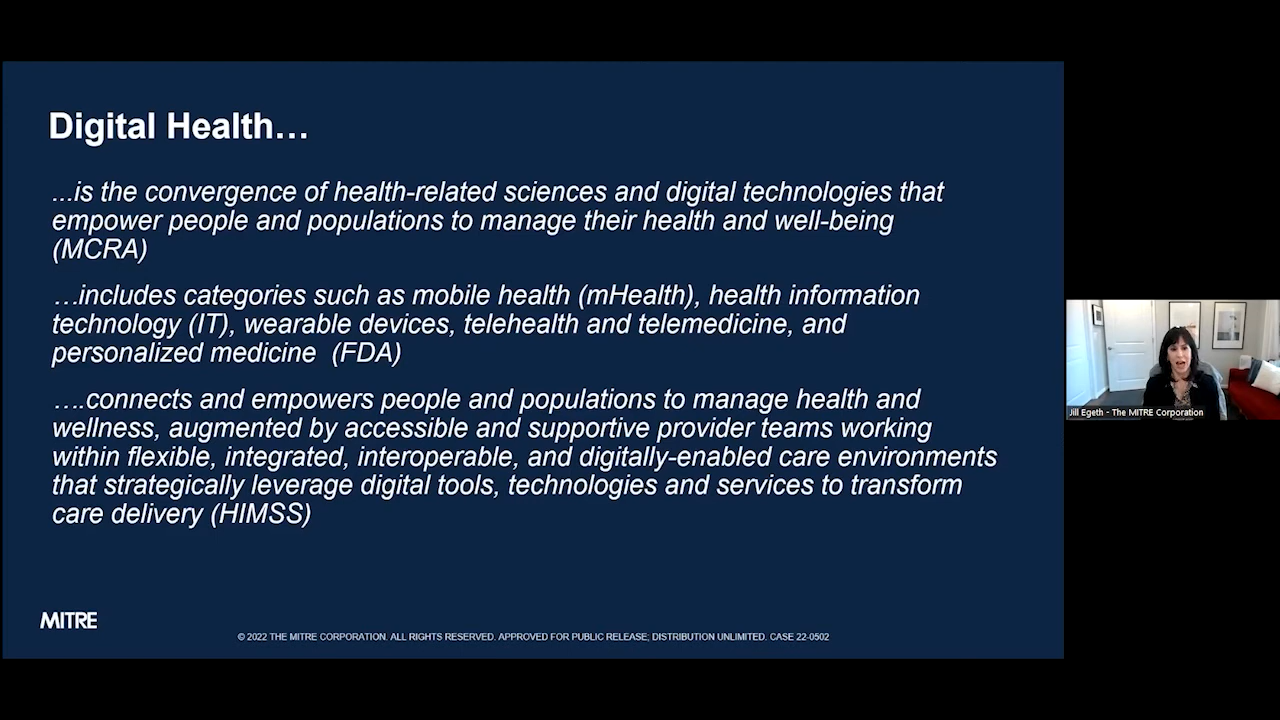 Digital Health…
...is the convergence of health-related sciences and digital technologies that
empower people and populations to manage their health and well-being
(MCRA)
…includes categories such as mobile health (mHealth), health information
technology (IT), wearable devices, telehealth and telemedicine, and
personalized medicine (FDA)
….connects and empowers people and populations to manage health and
wellness, augmented by accessible and supportive provider teams working
within flexible, integrated, interoperable, and digitally-enabled care environments
that strategically leverage digital tools, technologies and services to transform
care delivery (HIMSS)
MITRE
© 2022 THE MITRE CORPORATION. ALL RIGHTS RESERVED. APPROVED FOR PUBLIC RELEASE; DISTRIBUTION UNLIMITED. CASE 22-0502
Jill Egeth - The MITRE Corporation